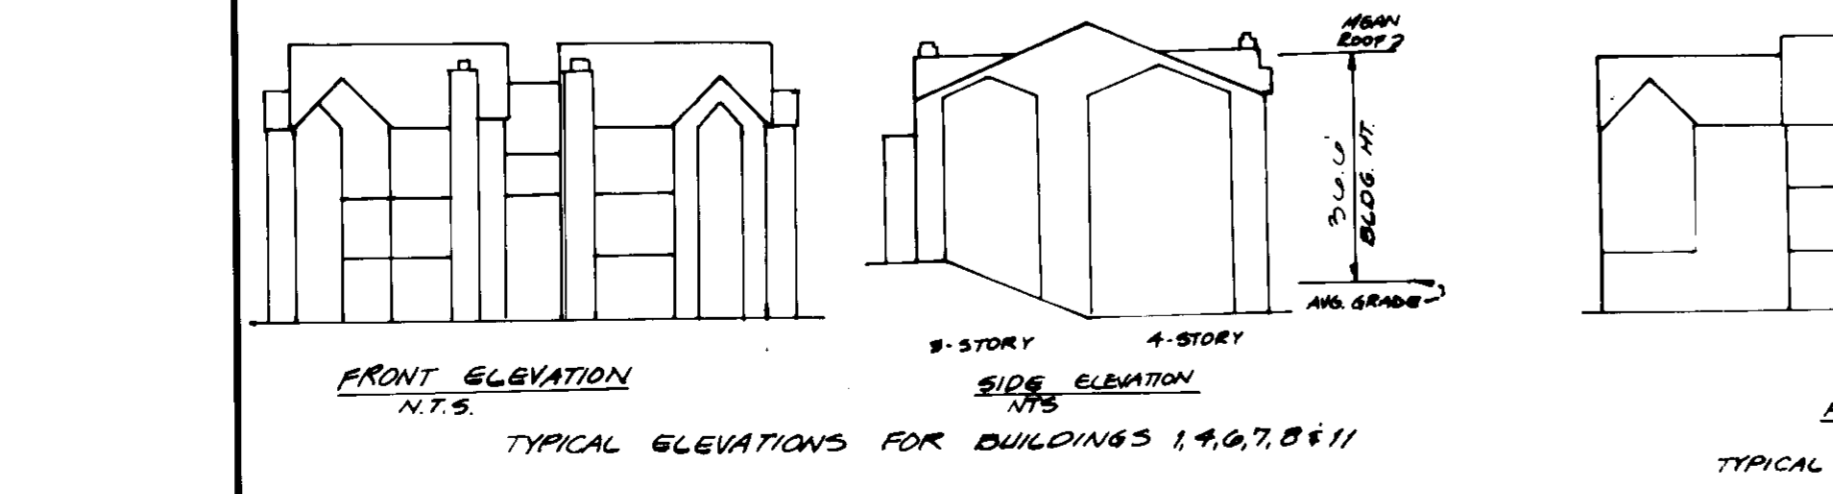 MEAN
ROOF
36.6'
BLDG. HT.
AVG. GRADE
-STORY
4-STORY
FRONT ELEVATION
N.T.S.
SIDE ELEVATION
NTS
TYPICAL ELEVATIONS FOR BUILDINGS 1,4,6,7,8 & 11
TYPICAL